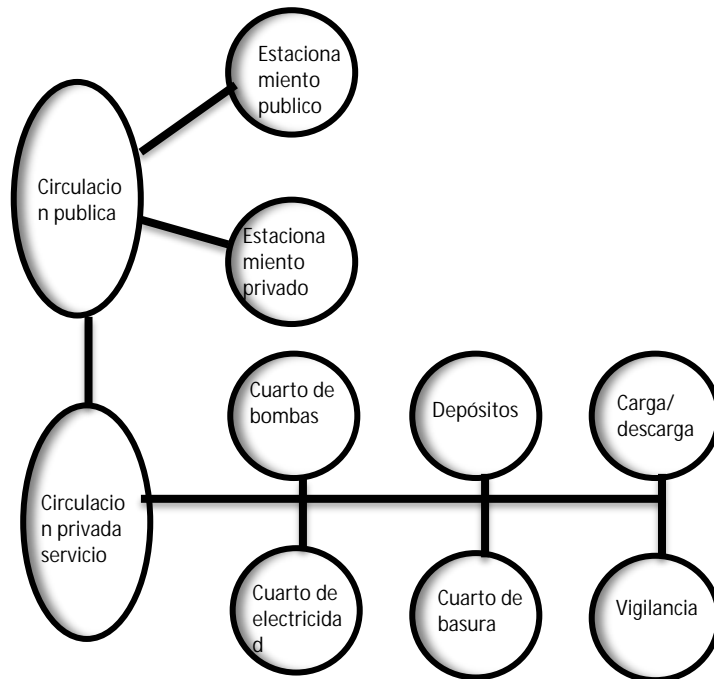 Estaciona
miento
publico
Circulacio
n publica
Estaciona
miento
privado
Cuarto de
bombas
Depósitos
Carga/
descarga
Circulacio
n privada
servicio
Cuarto de
electricida
d
Cuarto de
basura
Vigilancia